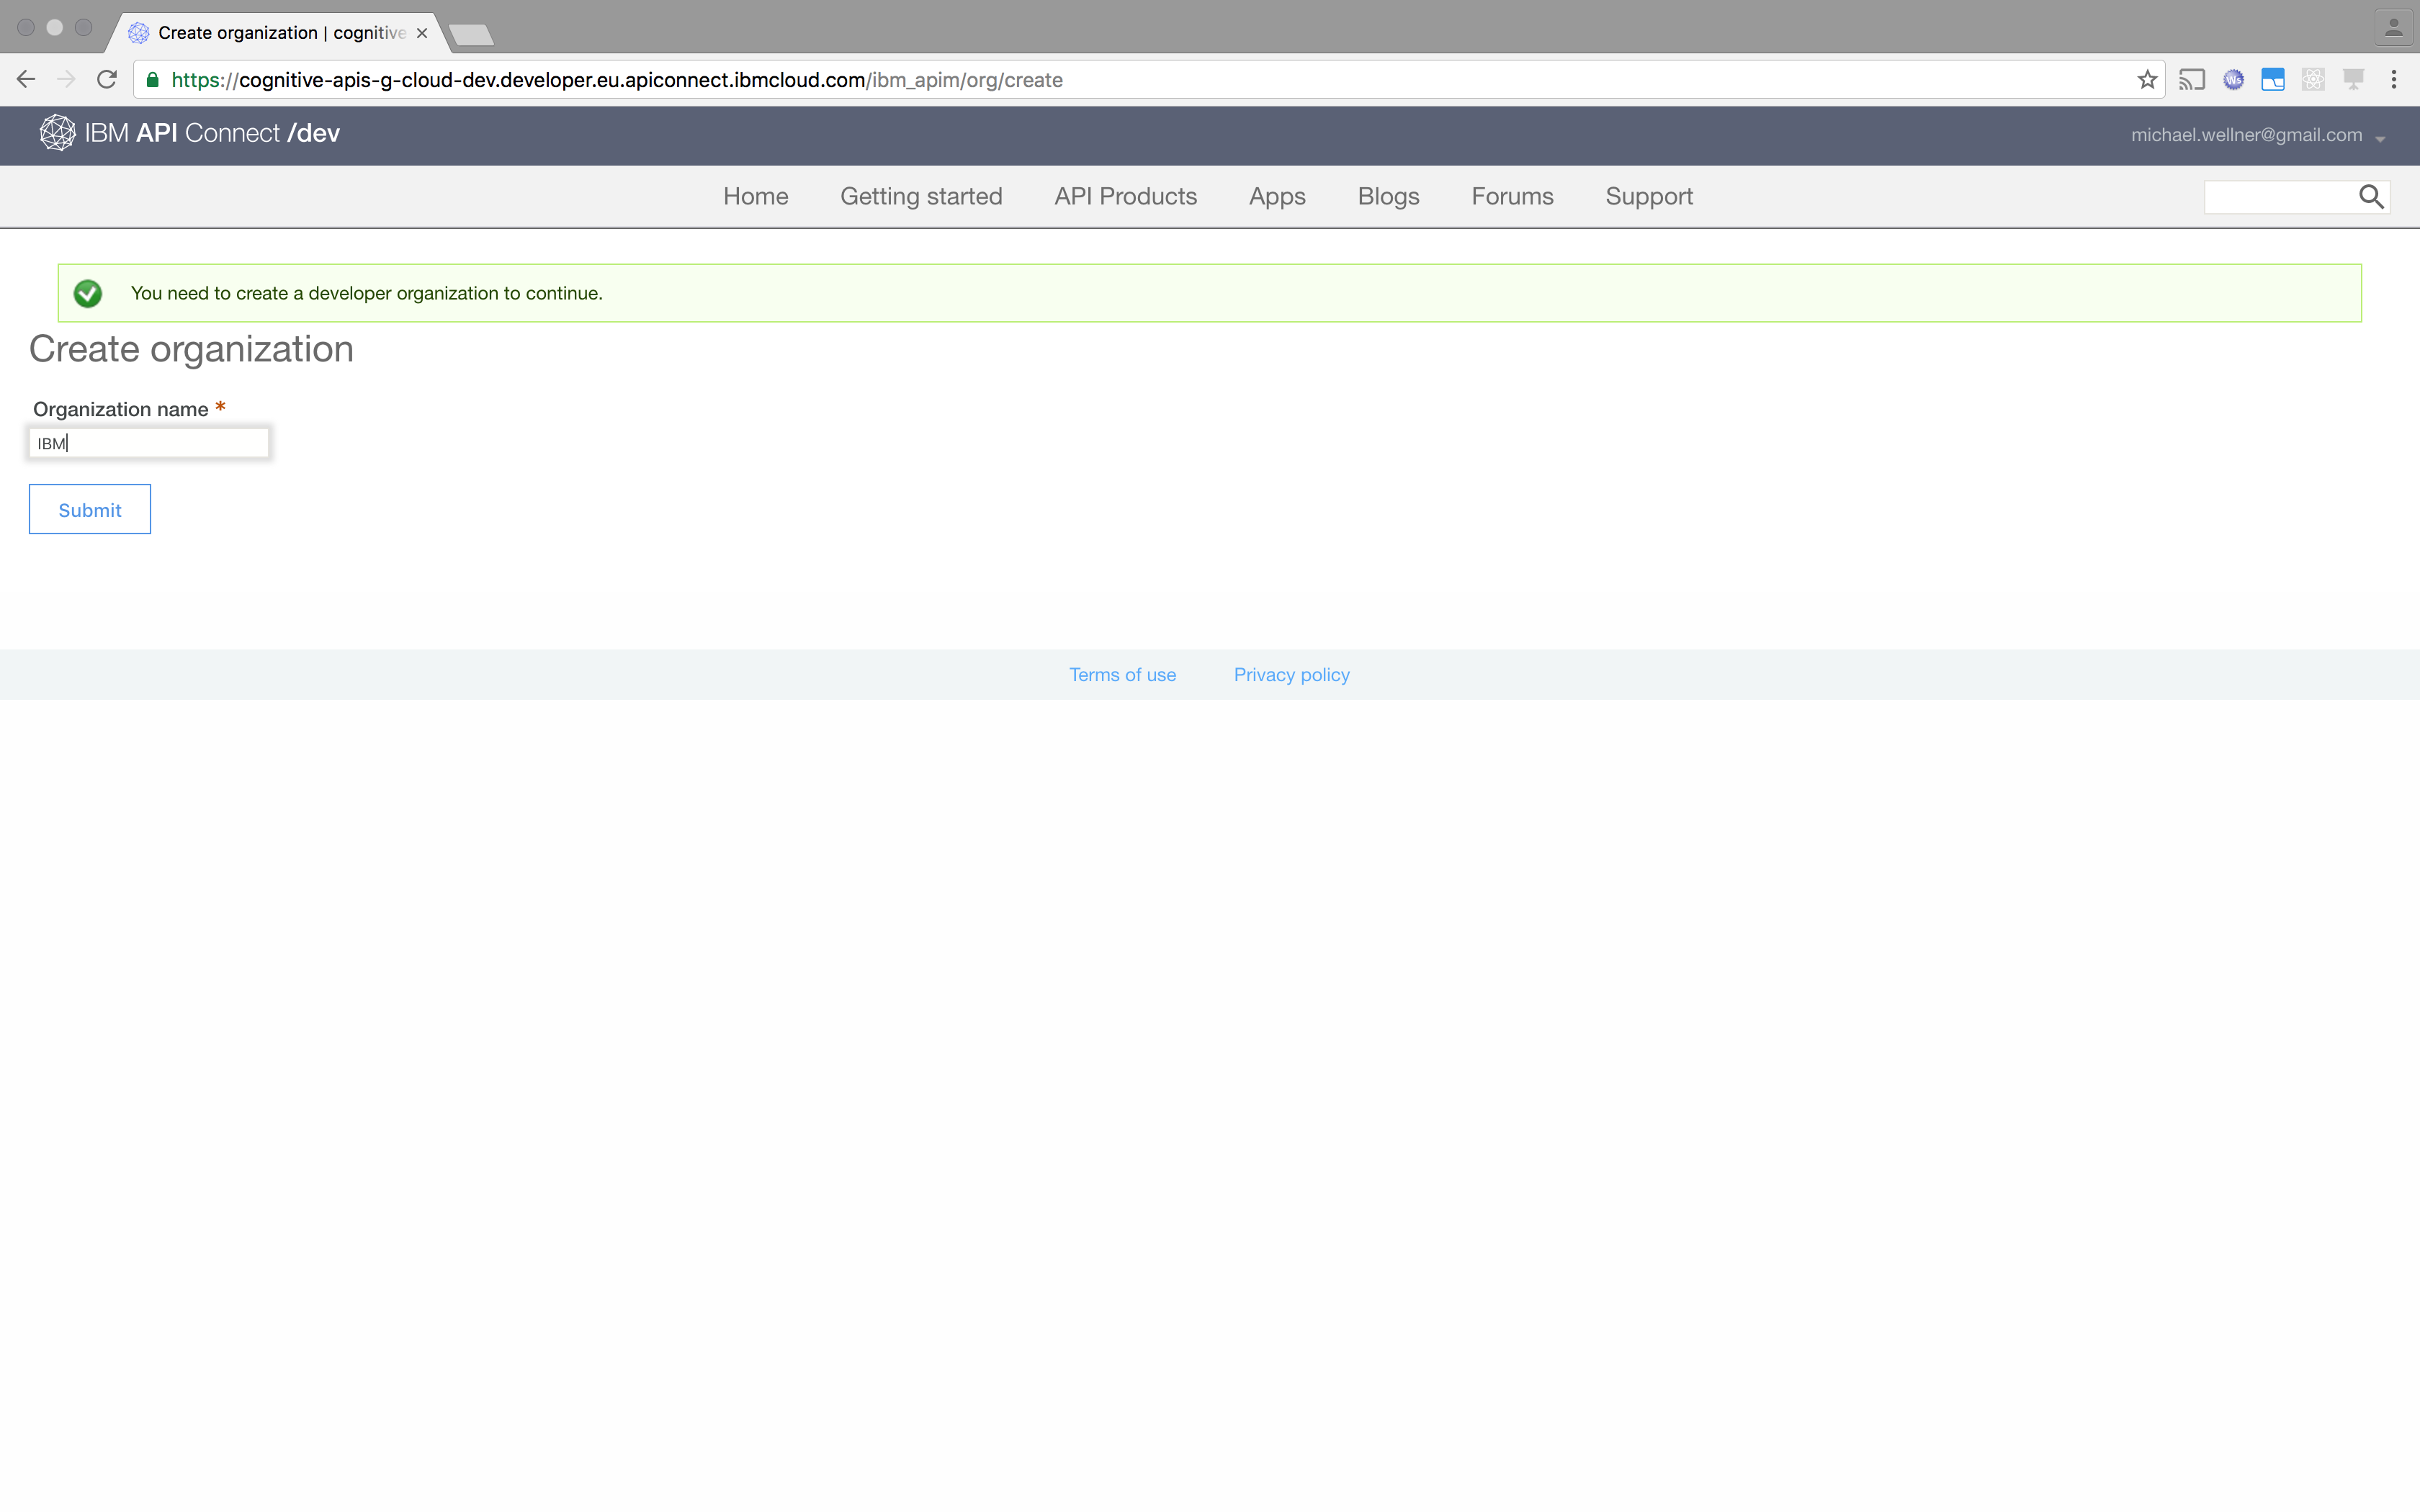 Create organization | cognitive
https://cognitive-apis-g-cloud-dev.developer.eu.apiconnect.ibmcloud.com/ibm_apim/org/create
IBM API Connect /dev
michael.wellner@gmail.com
Home Getting started API Products Apps Blogs Forums Support
You need to create a developer organization to continue.
Create organization
Organization name *
IBM
Submit
Terms of use Privacy policy